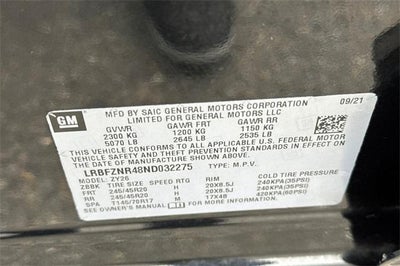 GM
MFD BY SAIC GENERAL MOTORS CORPORATION 09/21
LIMITED FOR GENERAL MOTORS LLC
GVWR GAWR FRT GAWR RR
2300 KG 1200 KG 1150 KG
5070 LB 2645 LB 2535 LB
THIS VEHICLE CONFORMS TO ALL APPLICABLE U.S. FEDERAL MOTOR
VEHICLE SAFETY AND THEFT PREVENTION STANDARDS IN EFFECT ON
THE DATE OF MANUFACTURE SHOWN ABOVE.
LRBFZNR48ND032275 TYPE: M.P.V.
ZY26
ZBBK TIRE SIZE SPEED RTG RIM COLD TIRE PRESSURE
FRT 245/45R20 H 20X8.5J 240KPA(35PSI)
RR 245/45R20 H 20X8.5J 240KPA(35PSI)
SPA T145/70R17 M 17X4B 420KPA(60PSI)
SEE OWNER'S MANUAL FOR ADDITIONAL INFORMATION